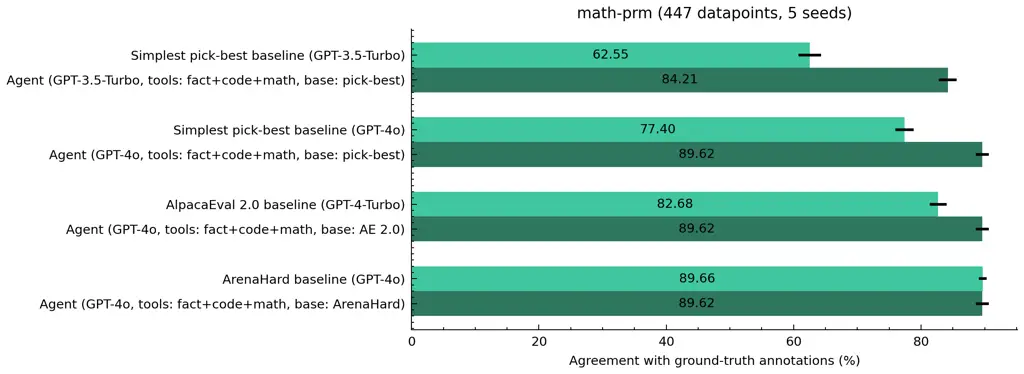 math-prm (447 datapoints, 5 seeds)
Simplest pick-best baseline (GPT-3.5-Turbo)
62.55
Agent (GPT-3.5-Turbo, tools: fact+code+math, base: pick-best)
84.21
Simplest pick-best baseline (GPT-4o)
77.40
Agent (GPT-4o, tools: fact+code+math, base: pick-best)
89.62
AlpacaEval 2.0 baseline (GPT-4-Turbo)
82.68
Agent (GPT-4o, tools: fact+code+math, base: AE 2.0)
89.62
ArenaHard baseline (GPT-4o)
89.66
Agent (GPT-4o, tools: fact+code+math, base: ArenaHard)
89.62
0 20 40 60 80
Agreement with ground-truth annotations (%)